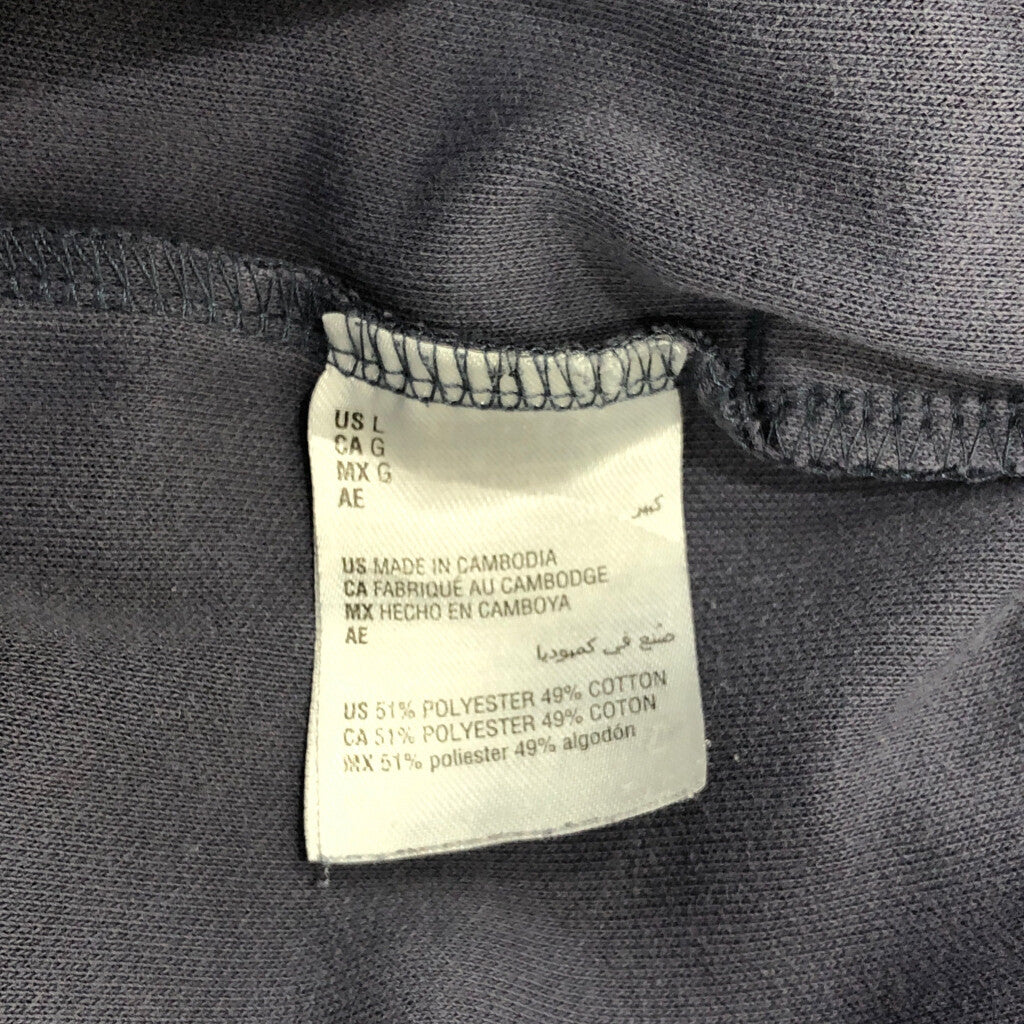 US L
CA G
MX G
AE
كبير
US MADE IN CAMBODIA
CA FABRIQUÉ AU CAMBODGE
MX HECHO EN CAMBOYA
AE
صنع في كمبوديا
US 51% POLYESTER 49% COTTON
CA 51% POLYESTER 49% COTON
MX 51% poliester 49% algodón